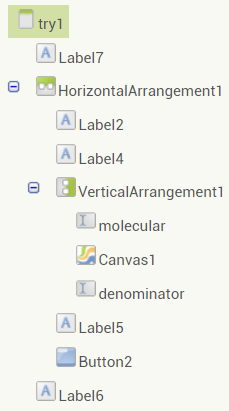 try1
Label7
HorizontalArrangement1
Label2
Label4
VerticalArrangement1
molecular
Canvas1
denominator
Label5
Button2
Label6